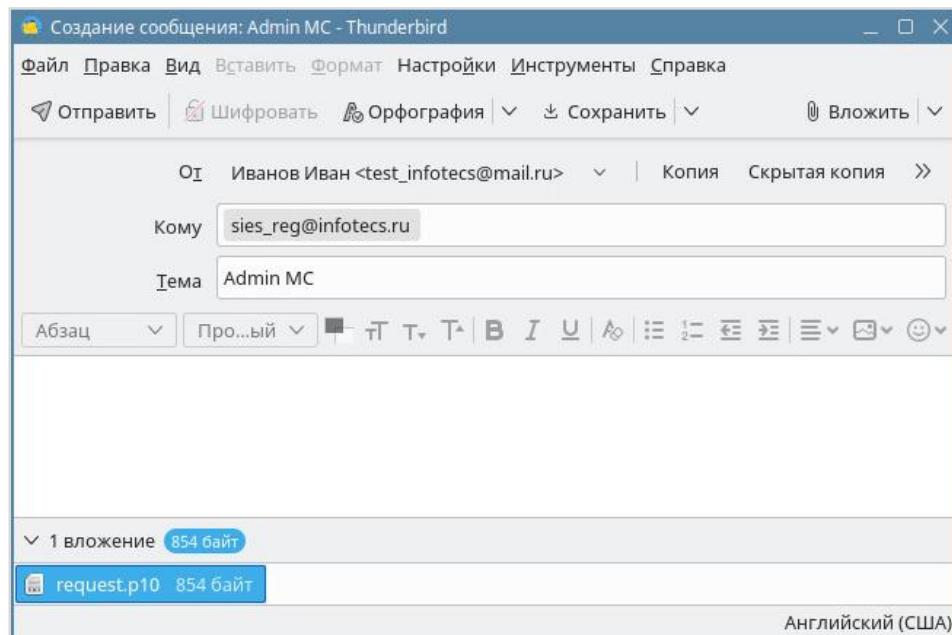 Создание сообщения: Admin MC - Thunderbird
Файл Правка Вид Вставить Формат Настройки Инструменты Справка
Отправить Шифровать Орфография Сохранить Вложить
От Иванов Иван <test_infotecs@mail.ru> Копия Скрытая копия
Кому sies_reg@infotecs.ru
Тема Admin MC
Абзац Про...ый
1 вложение 854 байт
request.p10 854 байт
Английский (США)